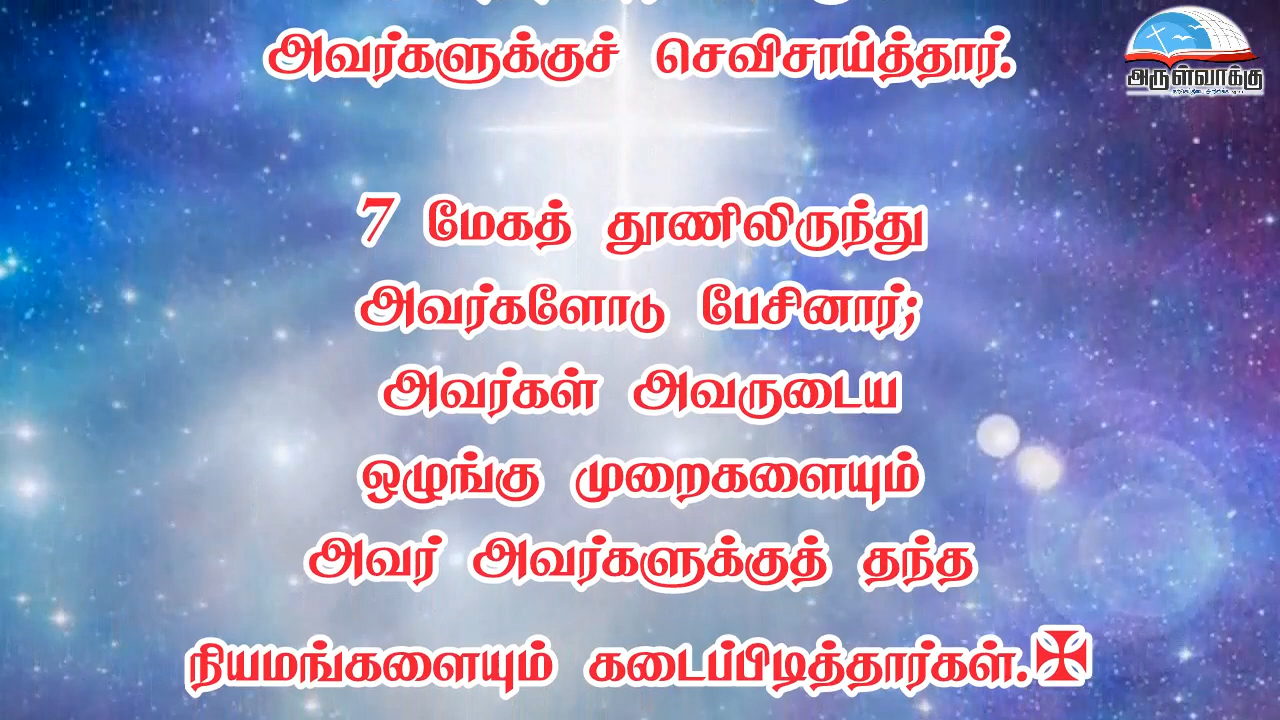 அவர்களுக்குச் செவிசாய்த்தார்.
அருள்வாக்கு
7 மேகத் தூணிலிருந்து
அவர்களோடு பேசினார்;
அவர்கள் அவருடைய
ஒழுங்கு முறைகளையும்
அவர் அவர்களுக்குத் தந்த
நியமங்களையும் கடைப்பிடித்தார்கள்.✠